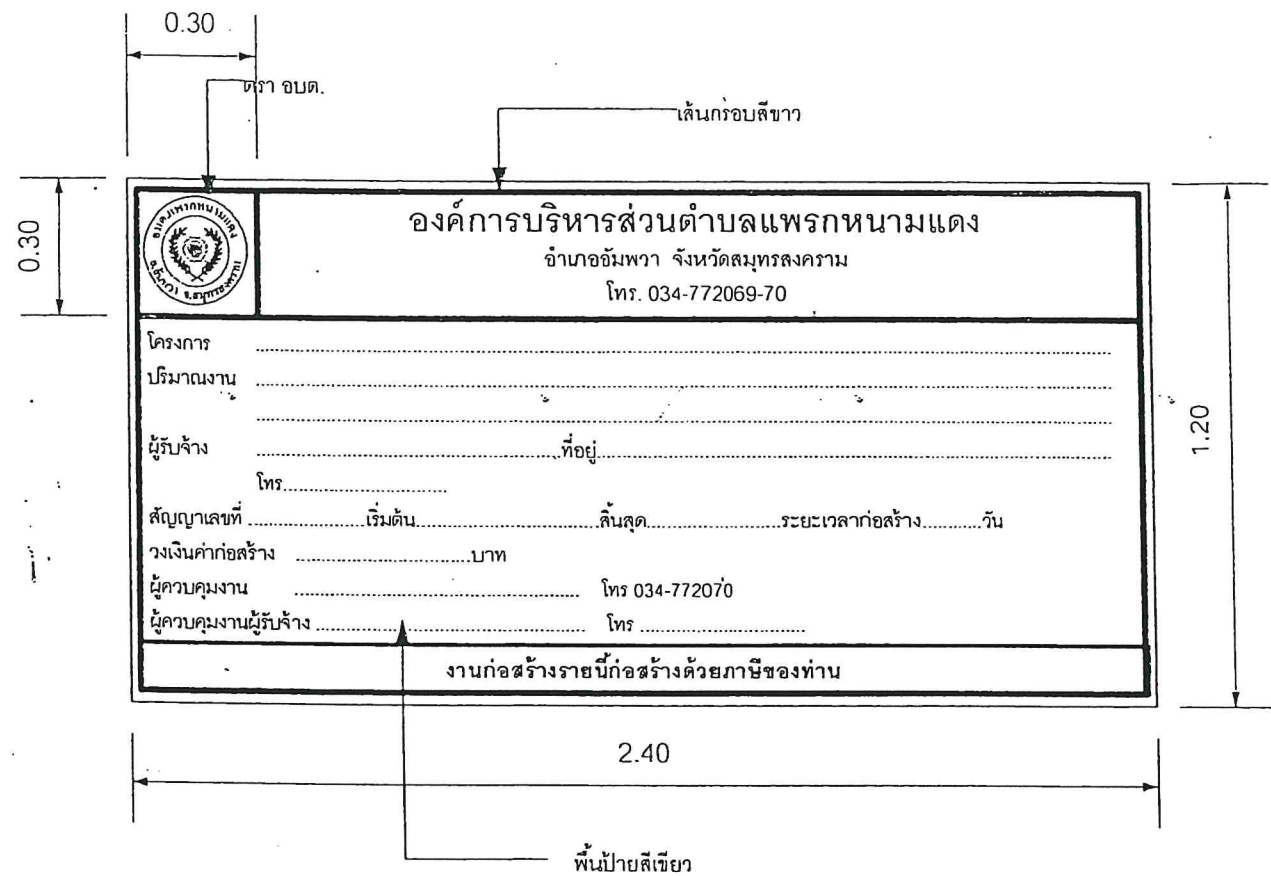 0.30
ตรา อบต.
เส้นกรอบสีขาว
0.30
องค์การบริหารส่วนตำบลแพรกหนามแดง
อำเภออัมพวา จังหวัดสมุทรสงคราม
โทร. 034-772069-70
โครงการ
ปริมาณงาน
ผู้รับจ้าง ที่อยู่
โทร
สัญญาเลขที่ เริ่มต้น สิ้นสุด ระยะเวลาก่อสร้าง วัน
วงเงินค่าก่อสร้าง บาท
ผู้ควบคุมงาน โทร 034-772070
ผู้ควบคุมงานผู้รับจ้าง โทร
งานก่อสร้างรายนี้ก่อสร้างด้วยภาษีของท่าน
1.20
2.40
พื้นป้ายสีเขียว